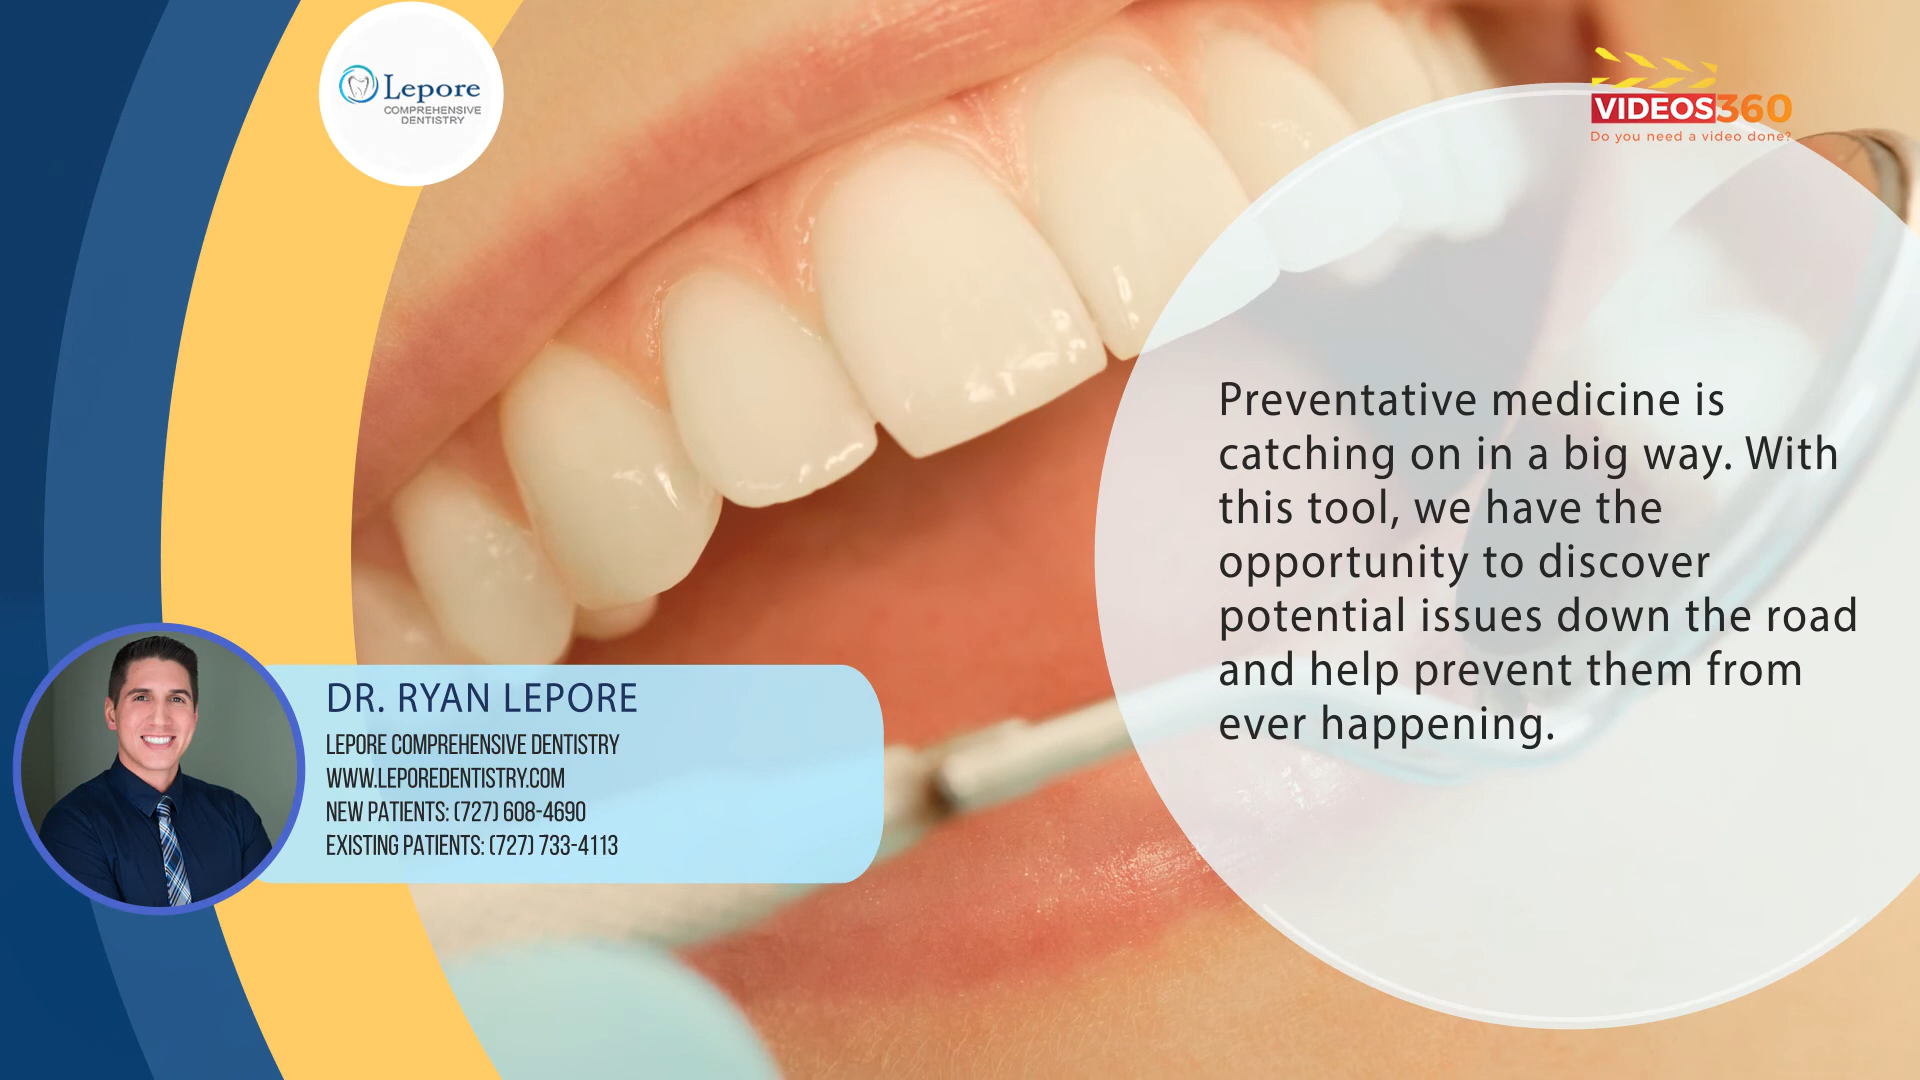 Lepore
COMPREHENSIVE
DENTISTRY
VIDEOS360
Do you need a video done?
Preventative medicine is
catching on in a big way. With
this tool, we have the
opportunity to discover
potential issues down the road
and help prevent them from
ever happening.
DR. RYAN LEPORE
LEPORE COMPREHENSIVE DENTISTRY
WWW.LEPOREDENTISTRY.COM
NEW PATIENTS: (727) 608-4690
EXISTING PATIENTS: (727) 733-4113